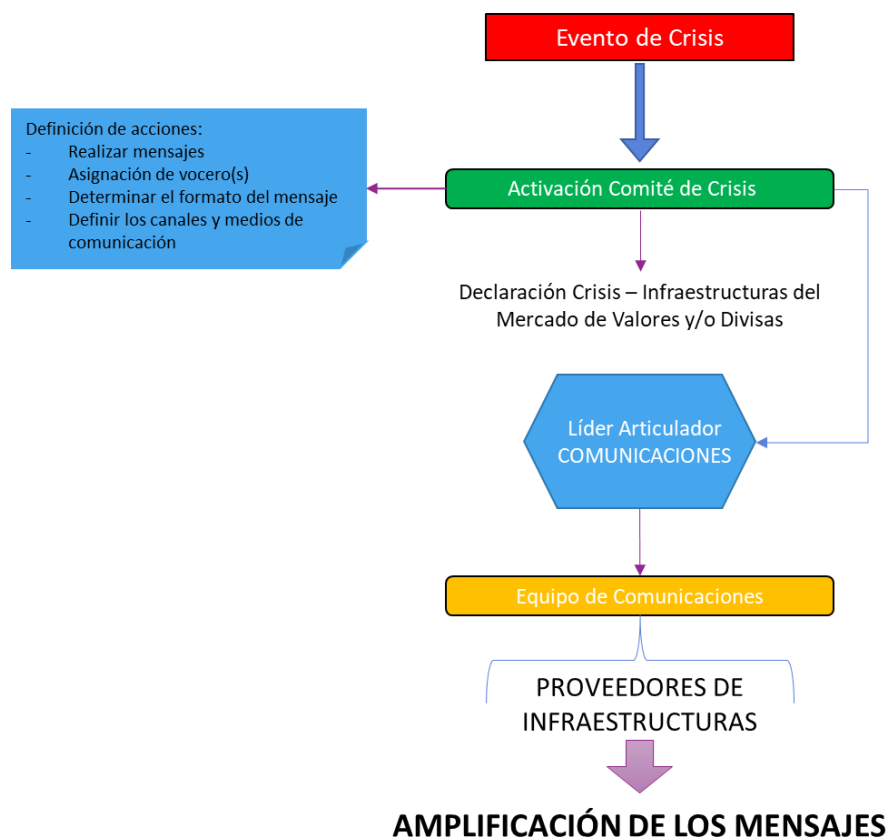 Evento de Crisis
Definición de acciones:
- Realizar mensajes
- Asignación de vocero(s)
- Determinar el formato del mensaje
- Definir los canales y medios de
comunicación
Activación Comité de Crisis
Declaración Crisis – Infraestructuras del
Mercado de Valores y/o Divisas
Líder Articulador
COMUNICACIONES
Equipo de Comunicaciones
PROVEEDORES DE
INFRAESTRUCTURAS
AMPLIFICACIÓN DE LOS MENSAJES